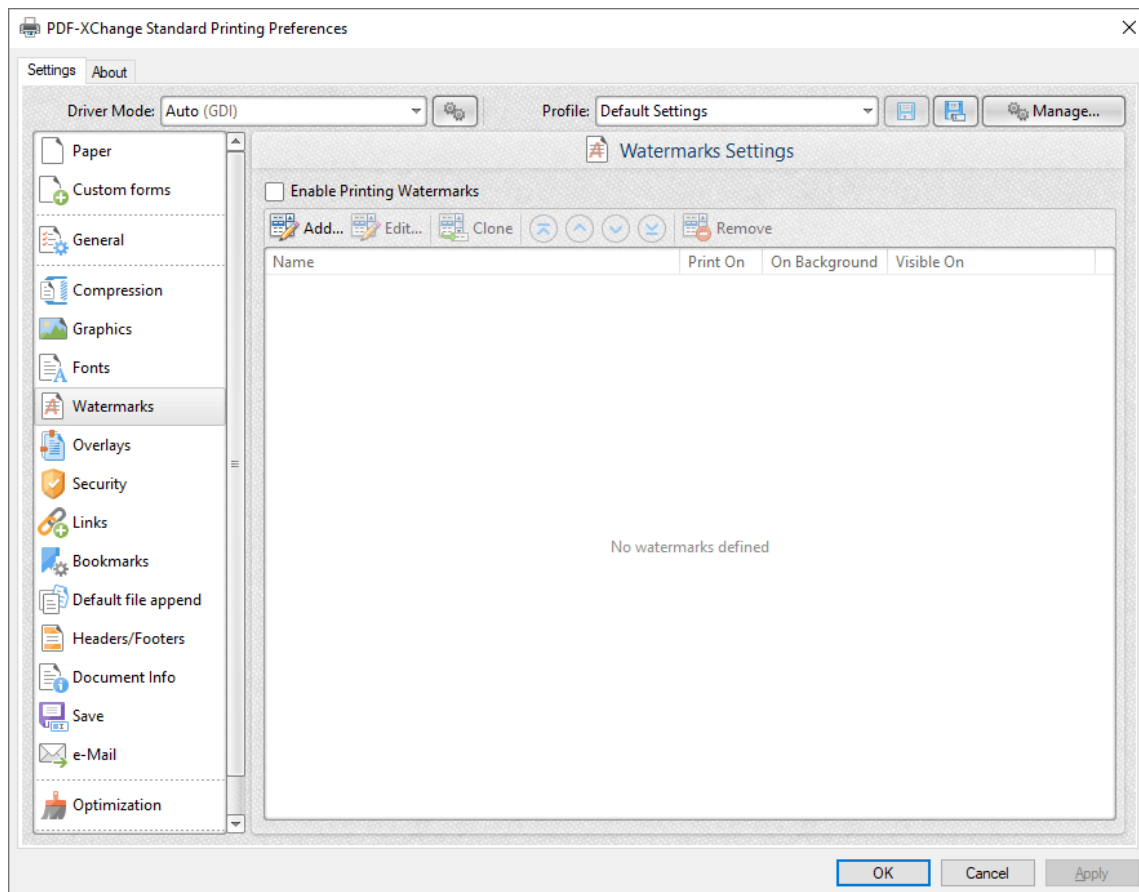 PDF-XChange Standard Printing Preferences
Settings About
Driver Mode: Auto (GDI) Profile: Default Settings Manage...
Paper
Custom forms
General
Compression
Graphics
Fonts
Watermarks
Overlays
Security
Links
Bookmarks
Default file append
Headers/Footers
Document Info
Save
e-Mail
Optimization
Watermarks Settings
Enable Printing Watermarks
Add... Edit... Clone Remove
Name Print On On Background Visible On
No watermarks defined
OK Cancel Apply